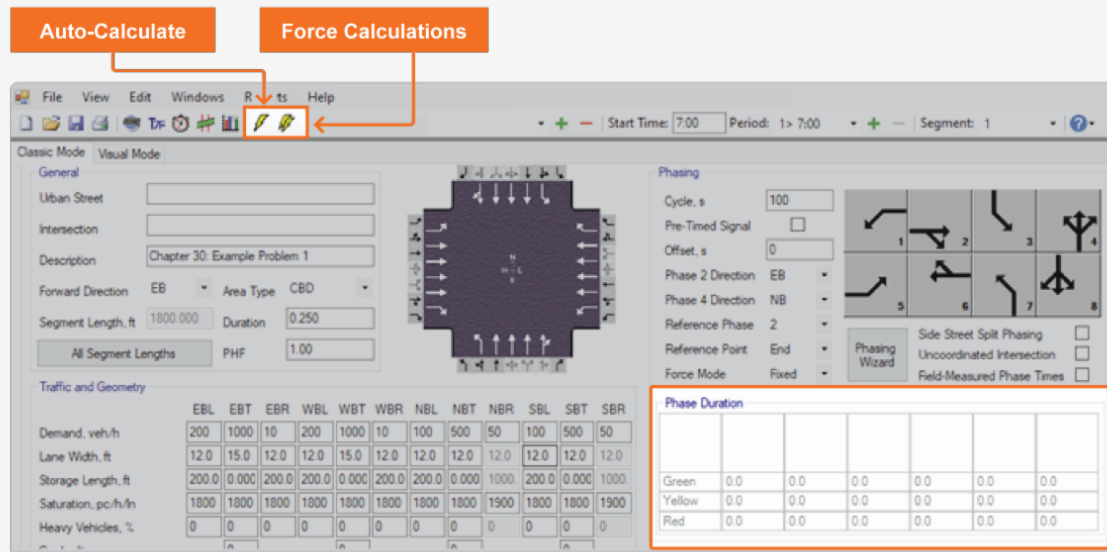 Auto-Calculate Force Calculations
File View Edit Windows R ts Help
Start Time: 7:00 Period: 1> 7:00 Segment: 1
Classic Mode Visual Mode
General
Urban Street
Intersection
Description Chapter 30: Example Problem 1
Forward Direction EB Area Type CBD
Segment Length, ft 1800.000 Duration 0.250
All Segment Lengths PHF 1.00
N
Phasing
Cycle, s 100
Pre-Timed Signal
Offset, s 0
Phase 2 Direction EB
Phase 4 Direction NB
Reference Phase 2
Reference Point End
Force Mode Fixed
1 2 3 4
5 6 7 8
Phasing Wizard
Side Street Split Phasing
Uncoordinated Intersection
Field-Measured Phase Times
Traffic and Geometry
EBL EBT EBR WBL WBT WBR NBL NBT NBR SBL SBT SBR
Demand, veh/h 200 1000 10 200 1000 10 100 500 50 100 500 50
Lane Width, ft 12.0 15.0 12.0 12.0 15.0 12.0 12.0 12.0 12.0 12.0 12.0 12.0
Storage Length, ft 200.0 0.000 200.0 200.0 0.000 200.0 200.0 0.000 1000. 200.0 0.000 1000.
Saturation, pc/h/ln 1800 1800 1800 1800 1800 1800 1800 1800 1900 1800 1800 1900
Heavy Vehicles, % 0 0 0 0 0 0 0 0 0 0 0 0
Phase Duration
Green 0.0 0.0 0.0 0.0 0.0 0.0
Yellow 0.0 0.0 0.0 0.0 0.0 0.0
Red 0.0 0.0 0.0 0.0 0.0 0.0